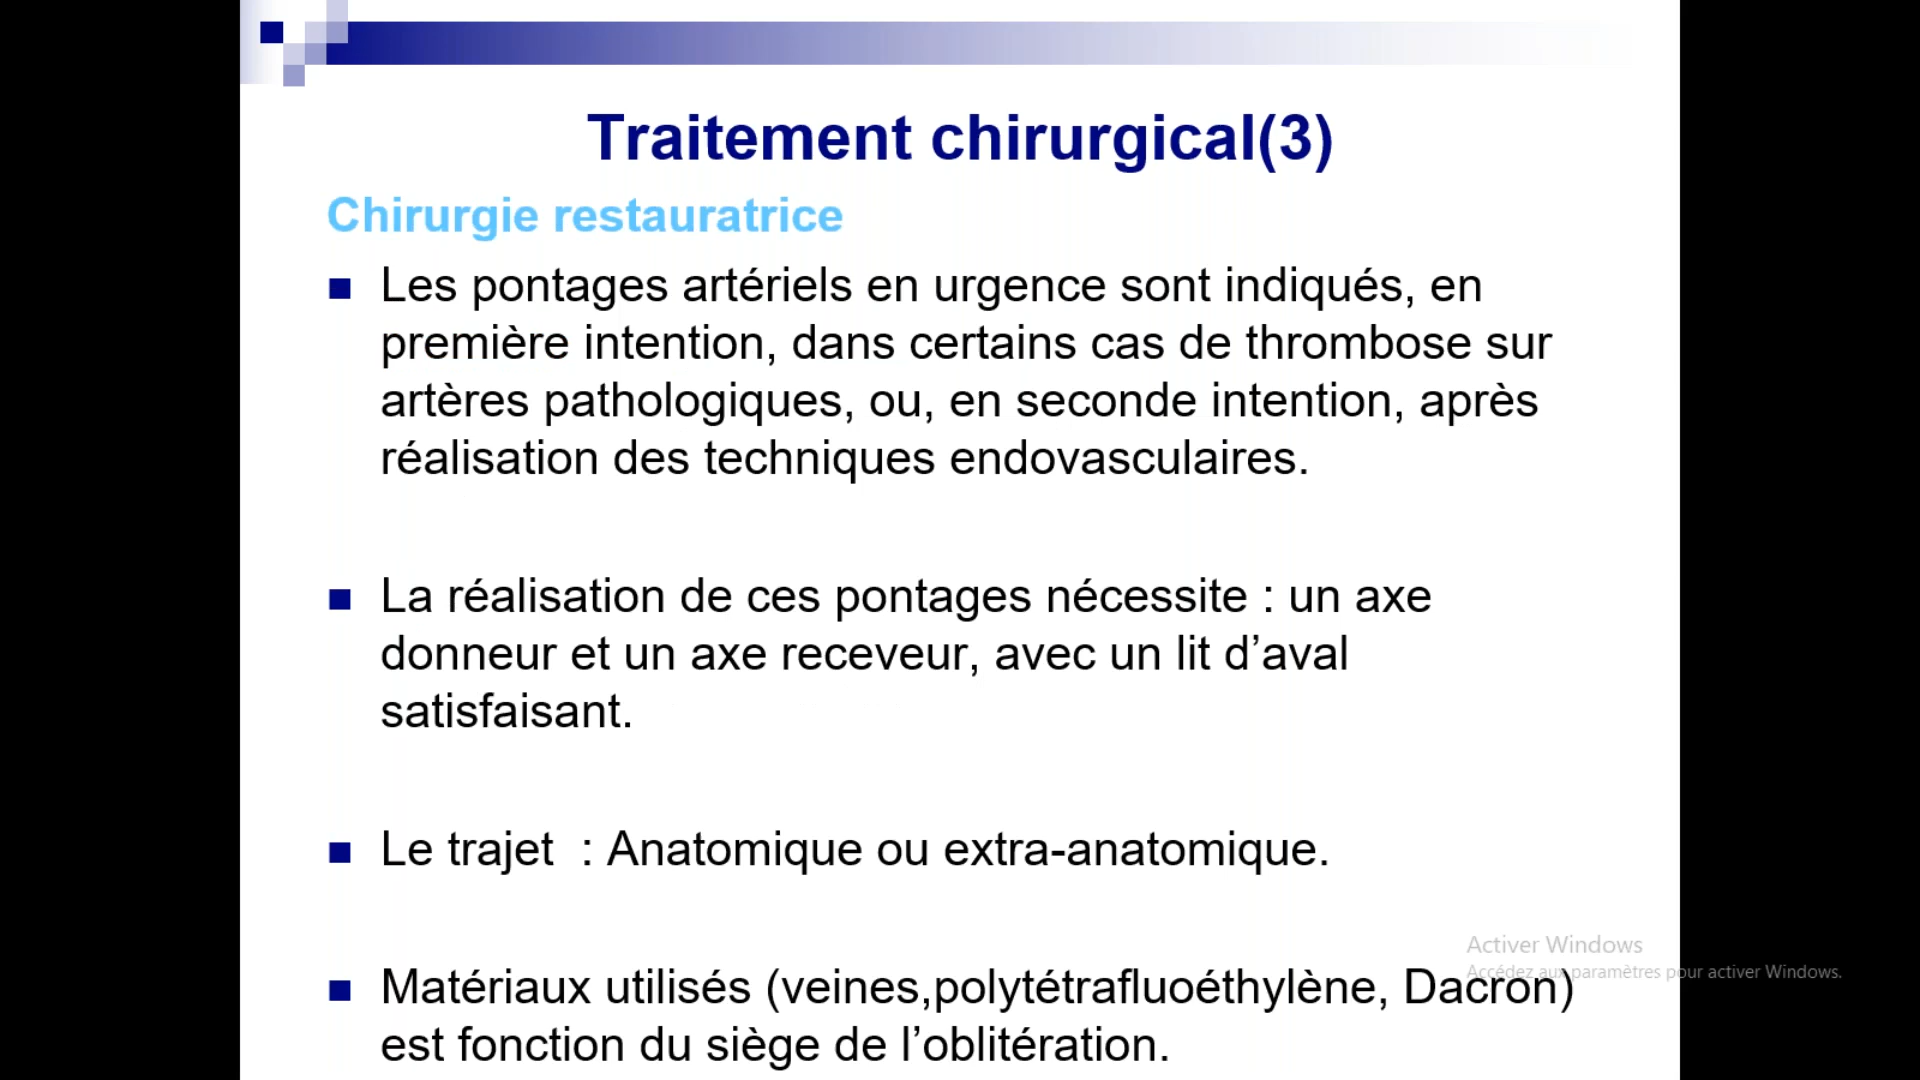 Traitement chirurgical(3)
Chirurgie restauratrice
Les pontages artériels en urgence sont indiqués, en
première intention, dans certains cas de thrombose sur
artères pathologiques, ou, en seconde intention, après
réalisation des techniques endovasculaires.
La réalisation de ces pontages nécessite : un axe
donneur et un axe receveur, avec un lit d’aval
satisfaisant.
Le trajet  : Anatomique ou extra-anatomique.
Matériaux utilisés (veines,polytétrafluoéthylène, Dacron)
est fonction du siège de l’oblitération.
Activer Windows
Accédez aux paramètres pour activer Windows.